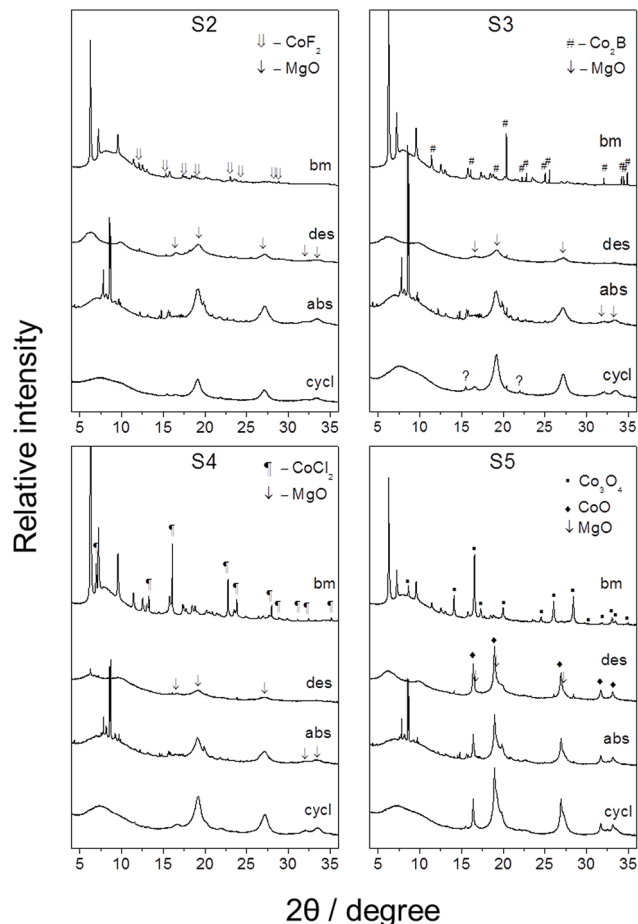 Relative intensity
S2
⇓ – CoF₂
↓ – MgO
bm
des
abs
cycl
5 10 15 20 25 30 35
S3
# – Co₂B
↓ – MgO
# # # # # # # # # # #
bm
des
abs
? ?
cycl
5 10 15 20 25 30 35
S4
¶ – CoCl₂
↓ – MgO
¶ ¶ ¶ ¶ ¶ ¶ ¶ ¶ ¶ ¶
bm
des
abs
cycl
5 10 15 20 25 30 35
S5
▪ Co₃O₄
◆ CoO
↓ MgO
bm
des
abs
cycl
5 10 15 20 25 30 35
2θ / degree